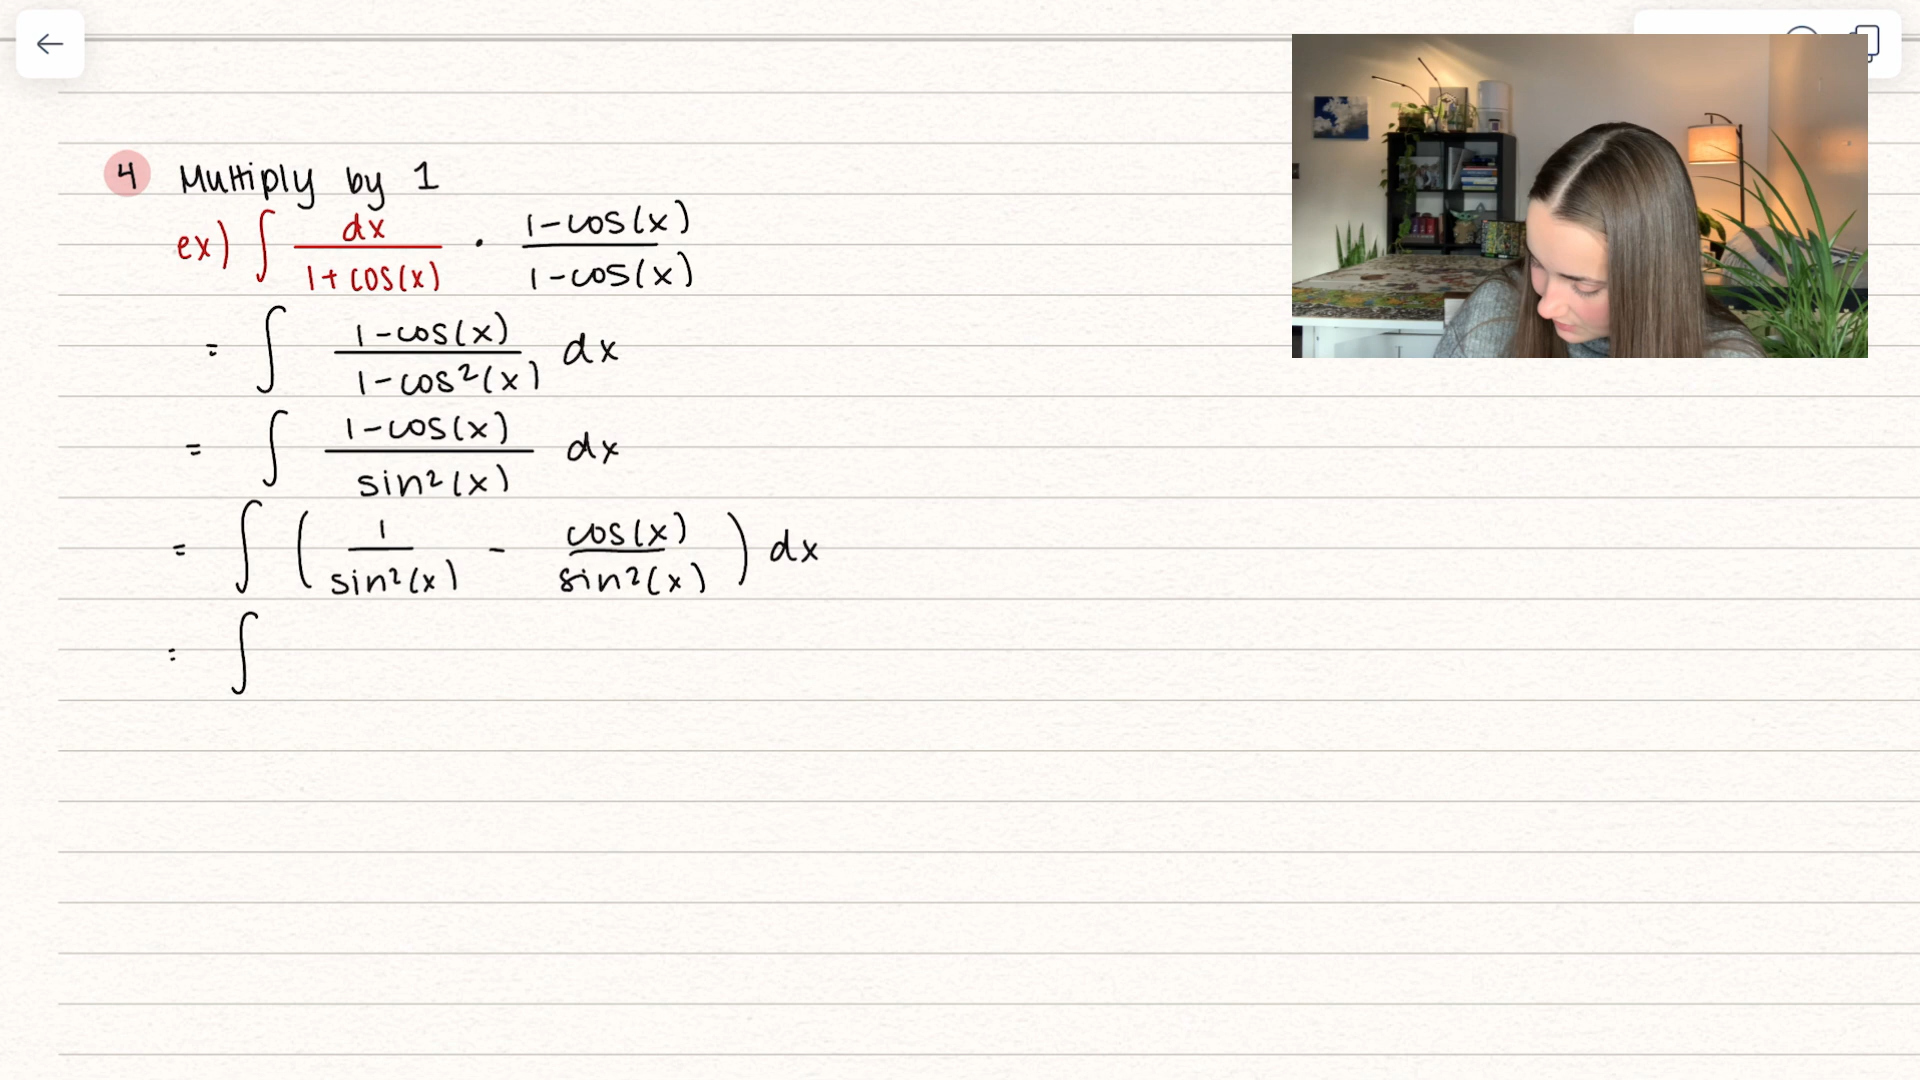 4 Multiply by 1
ex) ∫ dx/(1+cos(x)) · (1-cos(x))/(1-cos(x))
= ∫ (1-cos(x))/(1-cos²(x)) dx
= ∫ (1-cos(x))/(sin²(x)) dx
= ∫ (1/(sin²(x)) - (cos(x))/(sin²(x))) dx
= ∫